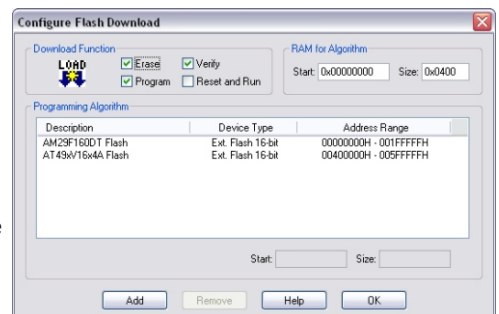 Configure Flash Download
Download Function
LOAD
Erase
Verify
Program
Reset and Run
RAM for Algorithm
Start: 0x00000000
Size: 0x0400
Programming Algorithm
Description Device Type Address Range
AM29F160DT Flash Ext. Flash 16-bit 00000000H - 001FFFFFH
AT49xV16x4A Flash Ext. Flash 16-bit 00400000H - 005FFFFFH
Start: Size:
Add Remove Help OK
e